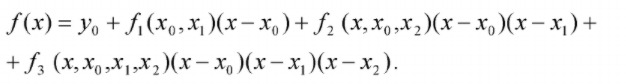 f(x) = y₀ + f₁(x₀,x₁)(x − x₀) + f₂ (x,x₀,x₂)(x − x₀)(x − x₁) +
+ f₃ (x,x₀,x₁,x₂)(x − x₀)(x − x₁)(x − x₂).